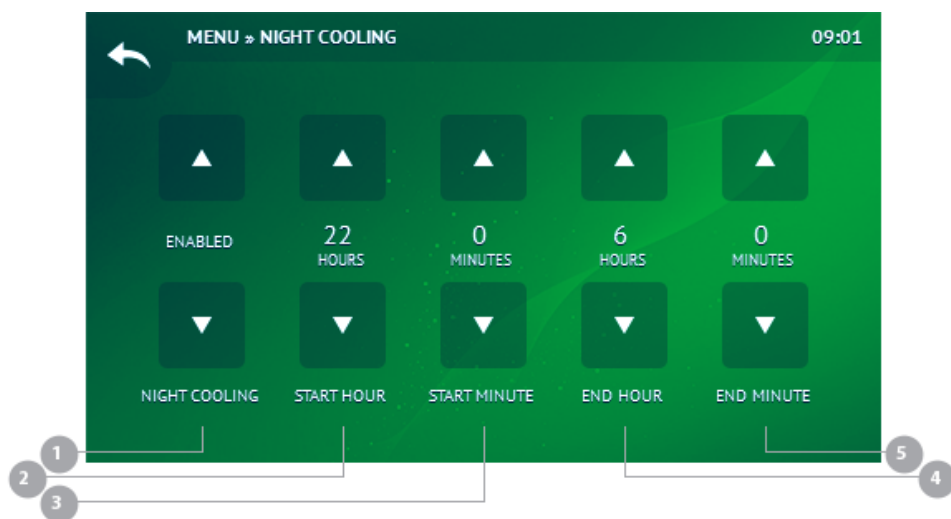 MENU » NIGHT COOLING 09:01
ENABLED 22 0 6 0
HOURS MINUTES HOURS MINUTES
NIGHT COOLING START HOUR START MINUTE END HOUR END MINUTE
1 5
2 4
3